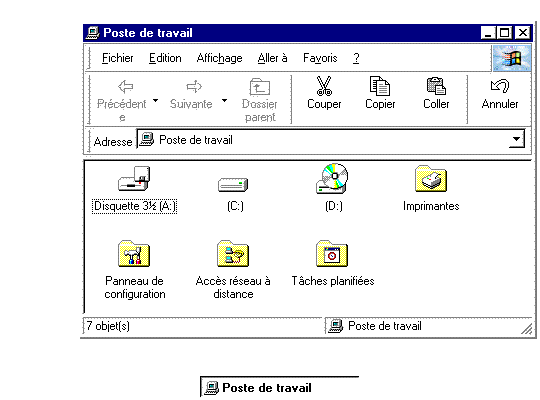 Poste de travail
Fichier Edition Affichage Aller à Favoris ?
Précédent Suivante Dossier Couper Copier Coller Annuler
e parent
Adresse Poste de travail
Disquette 3½ (A:) (C:) (D:) Imprimantes
Panneau de Accès réseau à Tâches planifiées
configuration distance
7 objet(s) Poste de travail
Poste de travail